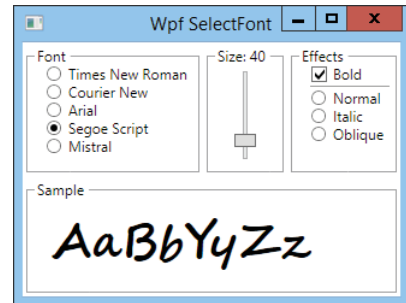 Wpf SelectFont
Font
Times New Roman
Courier New
Arial
Segoe Script
Mistral
Size: 40
Effects
Bold
Normal
Italic
Oblique
Sample
AaBbYyZz